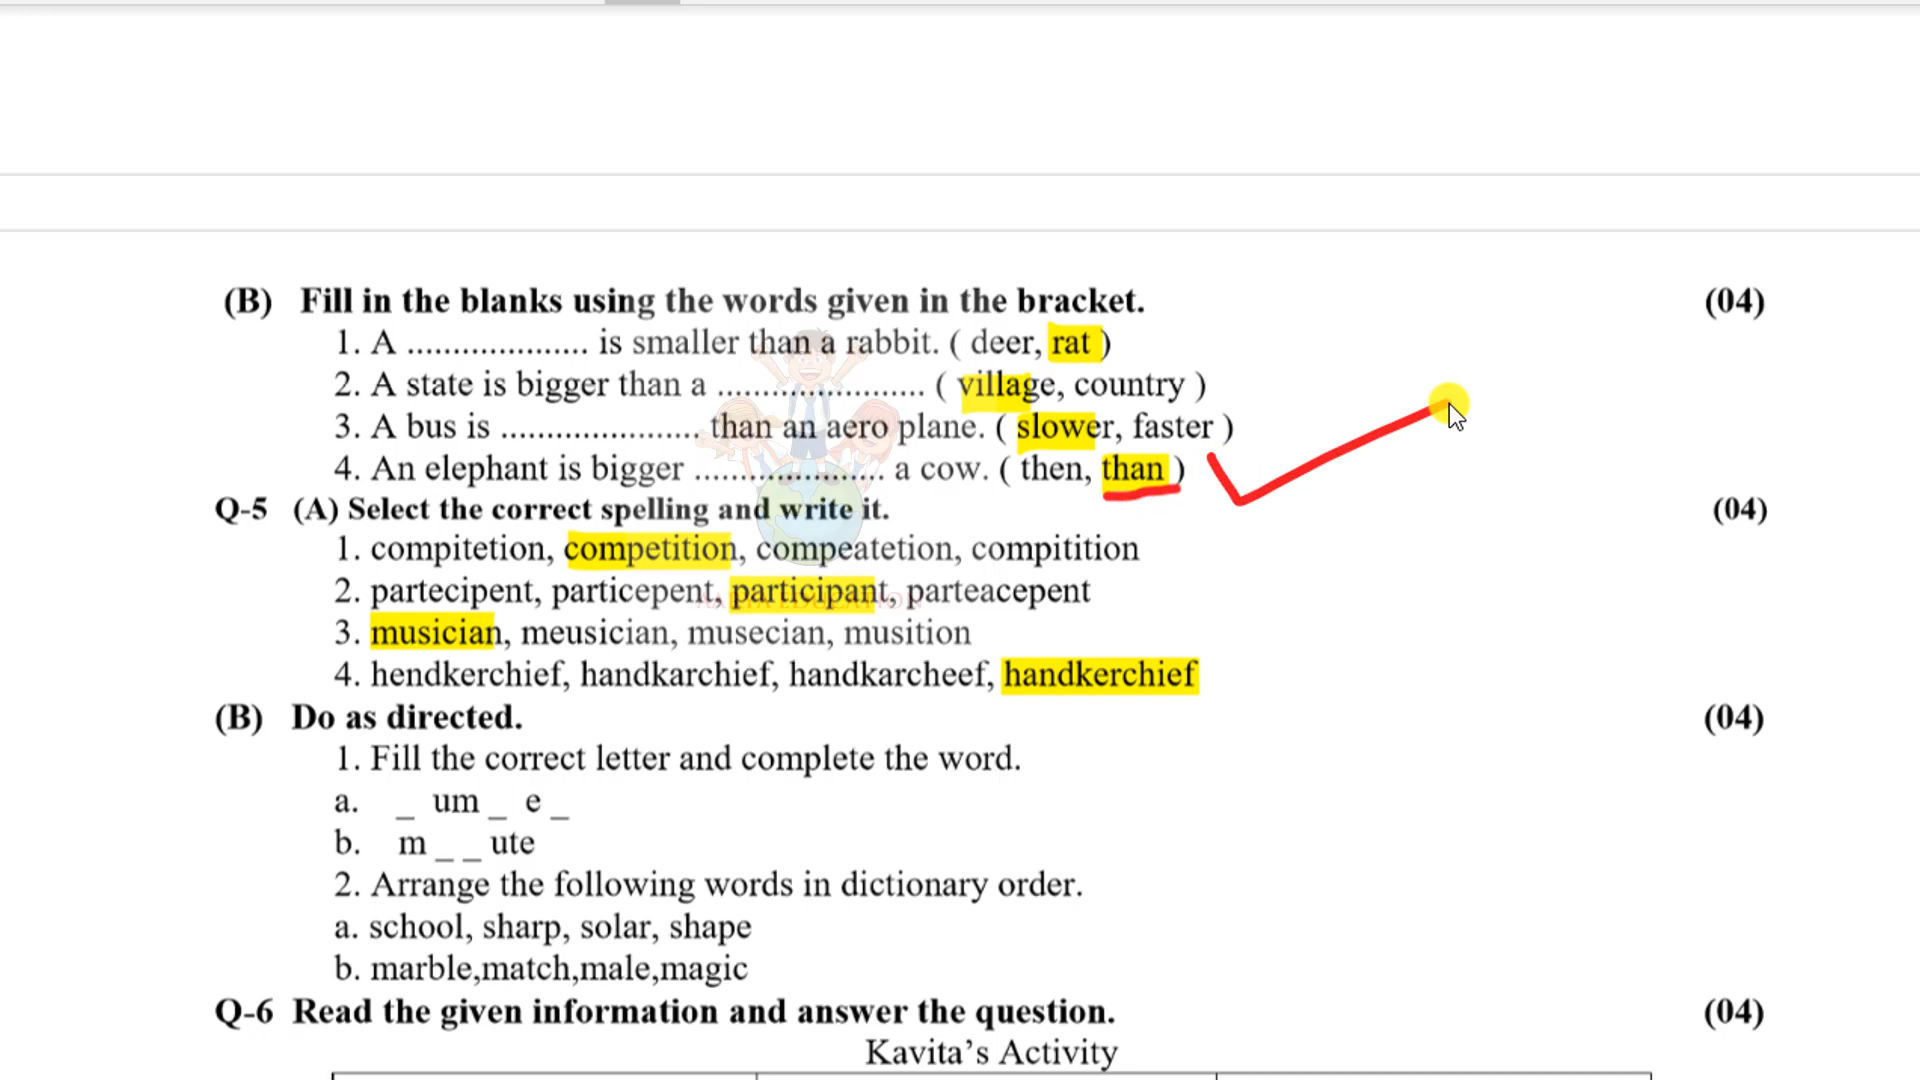 (B) Fill in the blanks using the words given in the bracket. (04)
1. A .................... is smaller than a rabbit. ( deer, rat )
2. A state is bigger than a ....................... ( village, country )
3. A bus is ...................... than an aero plane. ( slower, faster )
4. An elephant is bigger ..................... a cow. ( then, than )
Q-5 (A) Select the correct spelling and write it. (04)
1. compitetion, competition, compeatetion, compitition
2. partecipent, particepent, participant, parteacepent
3. musician, meusician, musecian, musition
4. hendkerchief, handkarchief, handkarcheef, handkerchief
(B) Do as directed. (04)
1. Fill the correct letter and complete the word.
a. _ um _ e _
b. m _ _ ute
2. Arrange the following words in dictionary order.
a. school, sharp, solar, shape
b. marble,match,male,magic
Q-6 Read the given information and answer the question. (04)
Kavita’s Activity